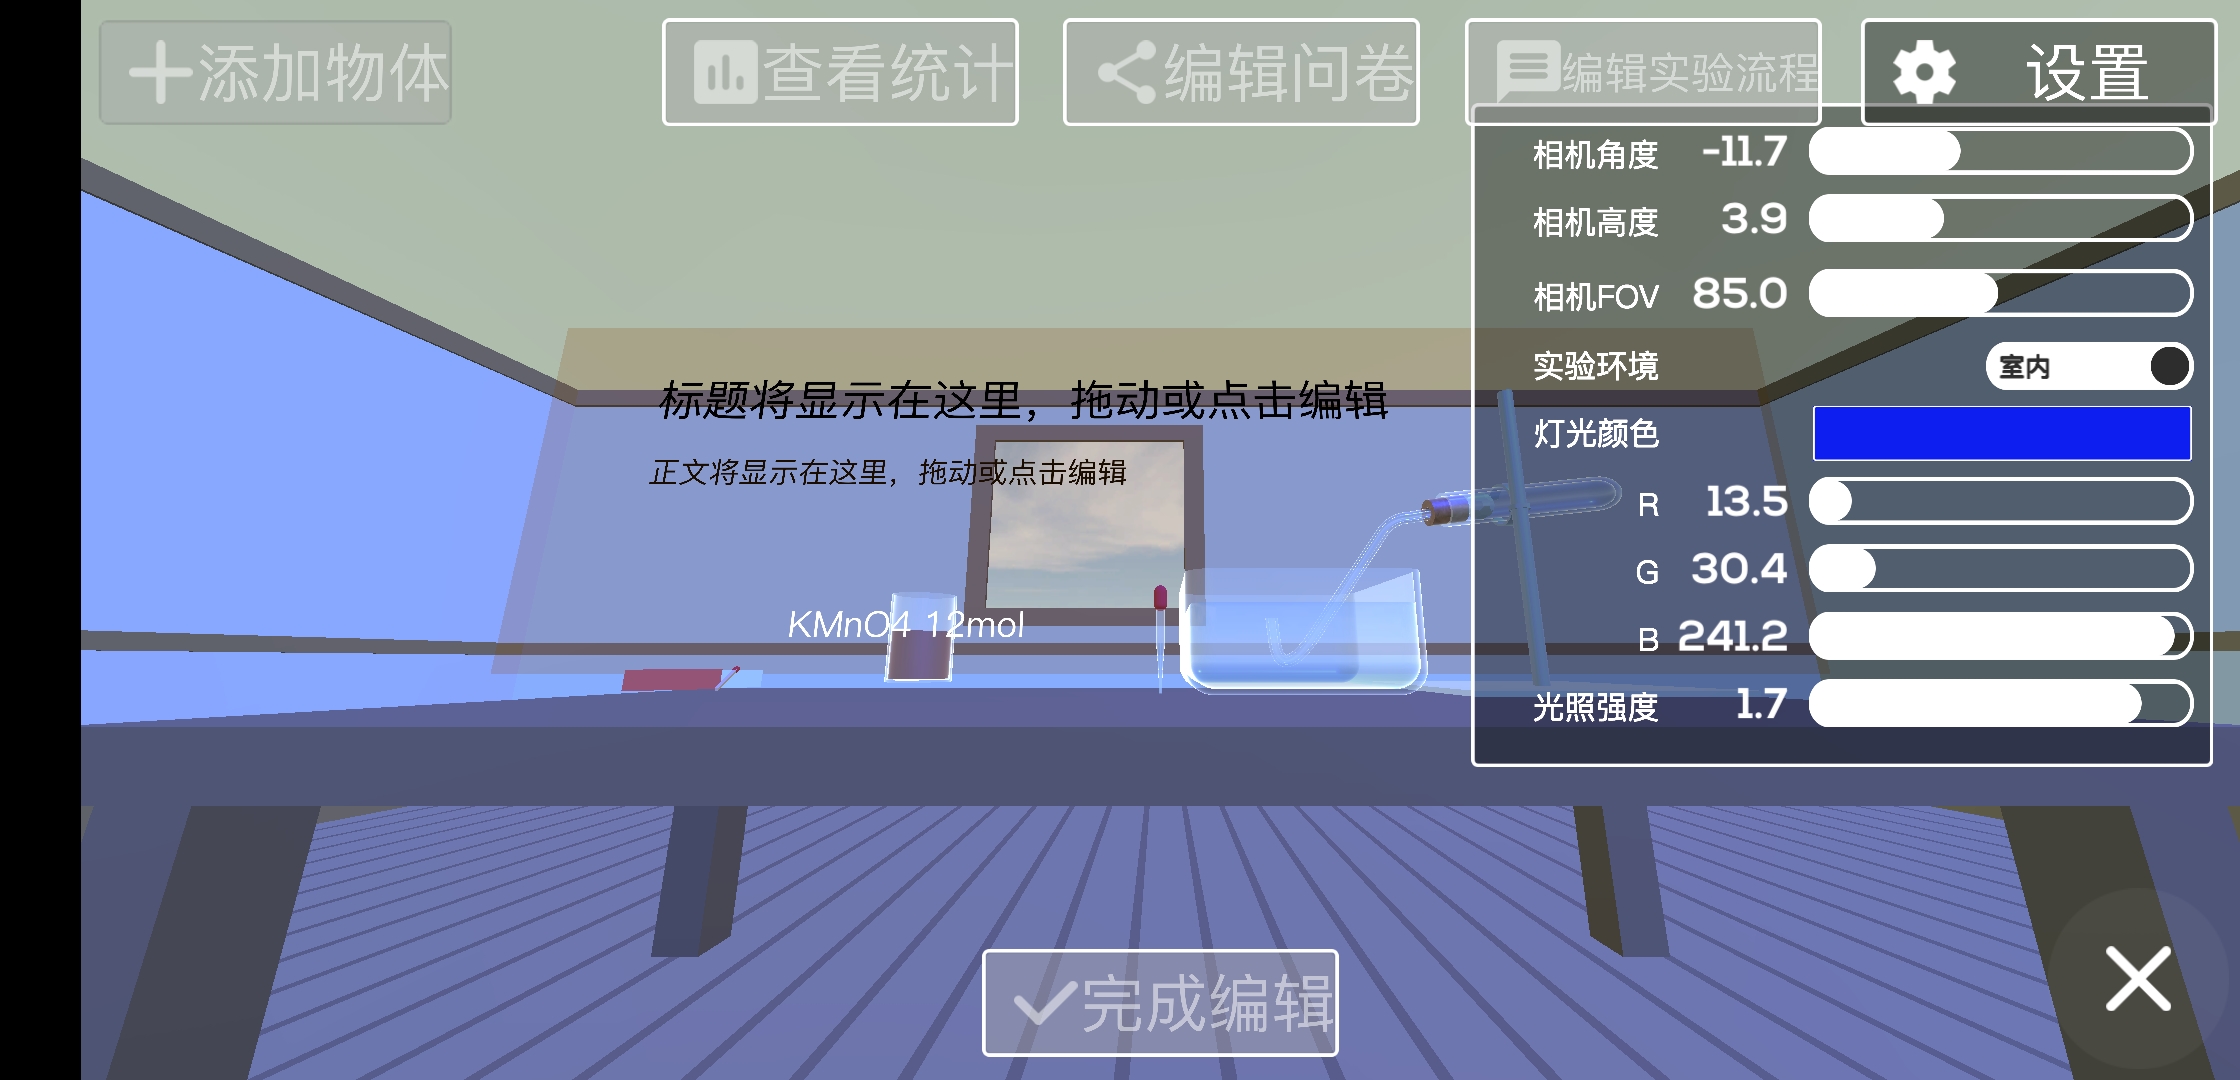 添加物体
查看统计
编辑问卷
编辑实验流程
设置
相机角度 -11.7
相机高度 3.9
相机FOV 85.0
实验环境 室内
灯光颜色
R 13.5
G 30.4
B 241.2
光照强度 1.7
标题将显示在这里，拖动或点击编辑
正文将显示在这里，拖动或点击编辑
KMnO4 12mol
完成编辑